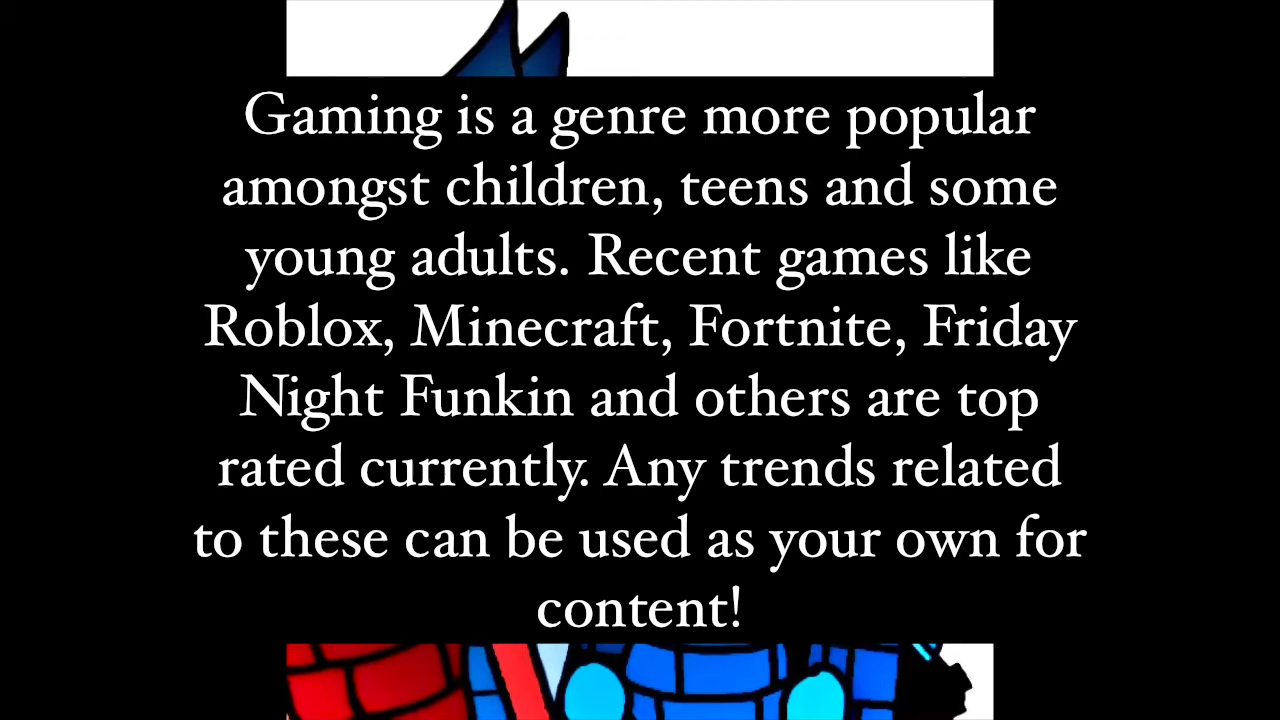 Gaming is a genre more popular
amongst children, teens and some
young adults. Recent games like
Roblox, Minecraft, Fortnite, Friday
Night Funkin and others are top
rated currently. Any trends related
to these can be used as your own for
content!